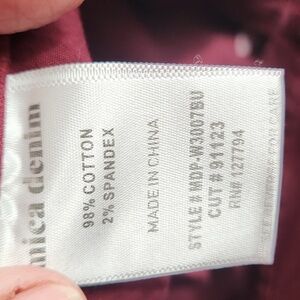 nica denim
98% COTTON
2% SPANDEX
MADE IN CHINA
STYLE # MDP-W3007BU
CUT # 91123
RN# 127794